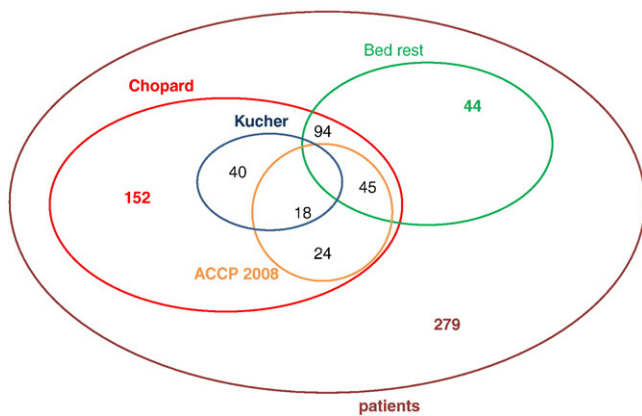 Bed rest
44
Chopard
94
Kucher
40
45
152
18
24
ACCP 2008
279
patients